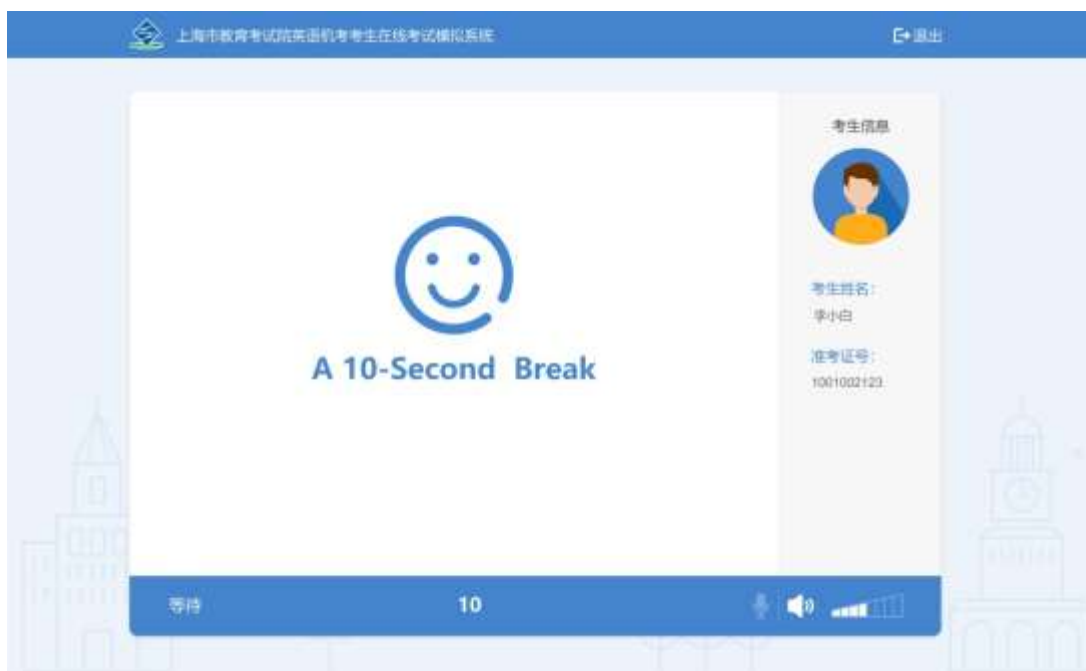 上海市教育考试院英语机考考生在线考试模拟系统
退出
考生信息
A 10-Second Break
考生姓名：
李小白
准考证号：
1001002123
等待
10